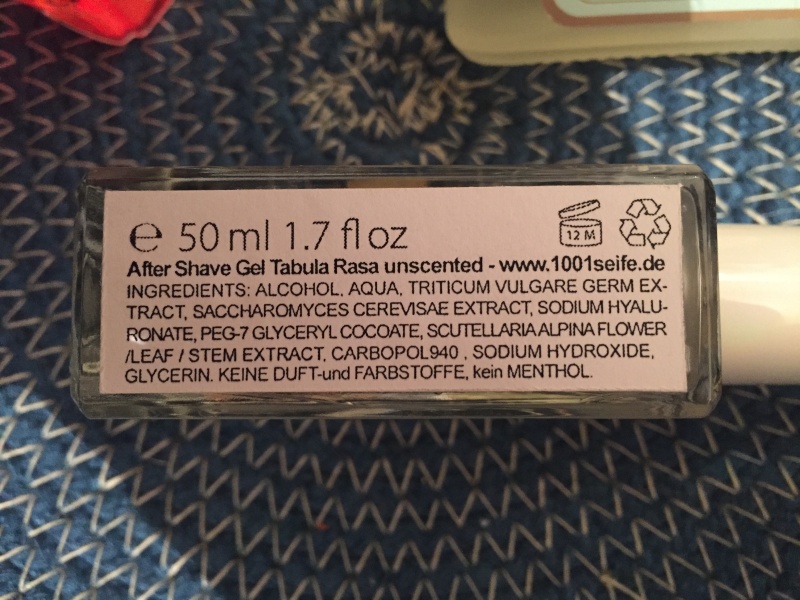 ℮ 50 ml 1.7 fl oz
12 M
After Shave Gel Tabula Rasa unscented - www.1001seife.de
INGREDIENTS: ALCOHOL, AQUA, TRITICUM VULGARE GERM EX-
TRACT, SACCHAROMYCES CEREVISAE EXTRACT, SODIUM HYALU-
RONATE, PEG-7 GLYCERYL COCOATE, SCUTELLARIA ALPINA FLOWER
/LEAF / STEM EXTRACT, CARBOPOL940 , SODIUM HYDROXIDE,
GLYCERIN. KEINE DUFT-und FARBSTOFFE, kein MENTHOL.